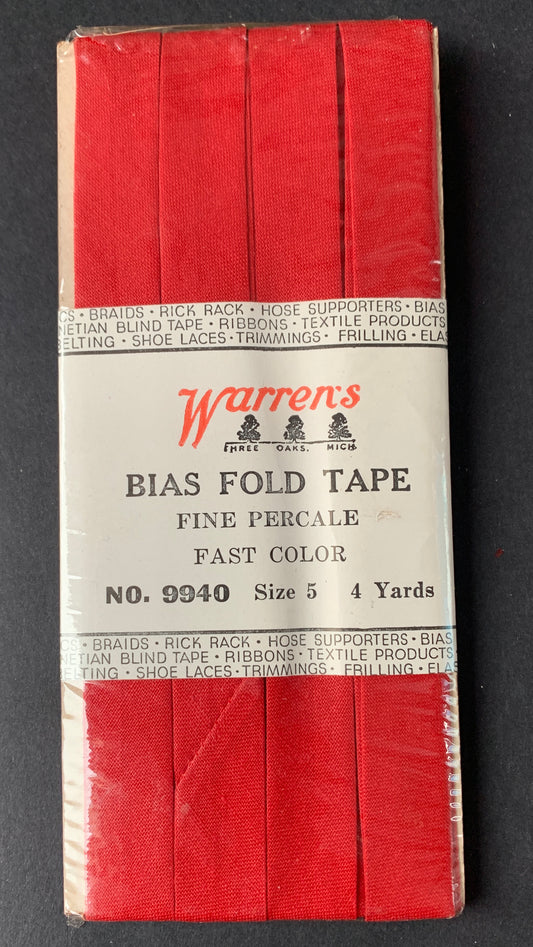 CS • BRAIDS • RICK RACK • HOSE SUPPORTERS • BIAS
NETIAN BLIND TAPE • RIBBONS • TEXTILE PRODUCTS
BELTING • SHOE LACES • TRIMMINGS • FRILLING • ELAS
Warren's
THREE OAKS, MICH.
BIAS FOLD TAPE
FINE PERCALE
FAST COLOR
NO. 9940 Size 5 4 Yards
CS • BRAIDS • RICK RACK • HOSE SUPPORTERS • BIAS
NETIAN BLIND TAPE • RIBBONS • TEXTILE PRODUCTS
ELTING • SHOE LACES • TRIMMINGS • FRILLING • ELAS